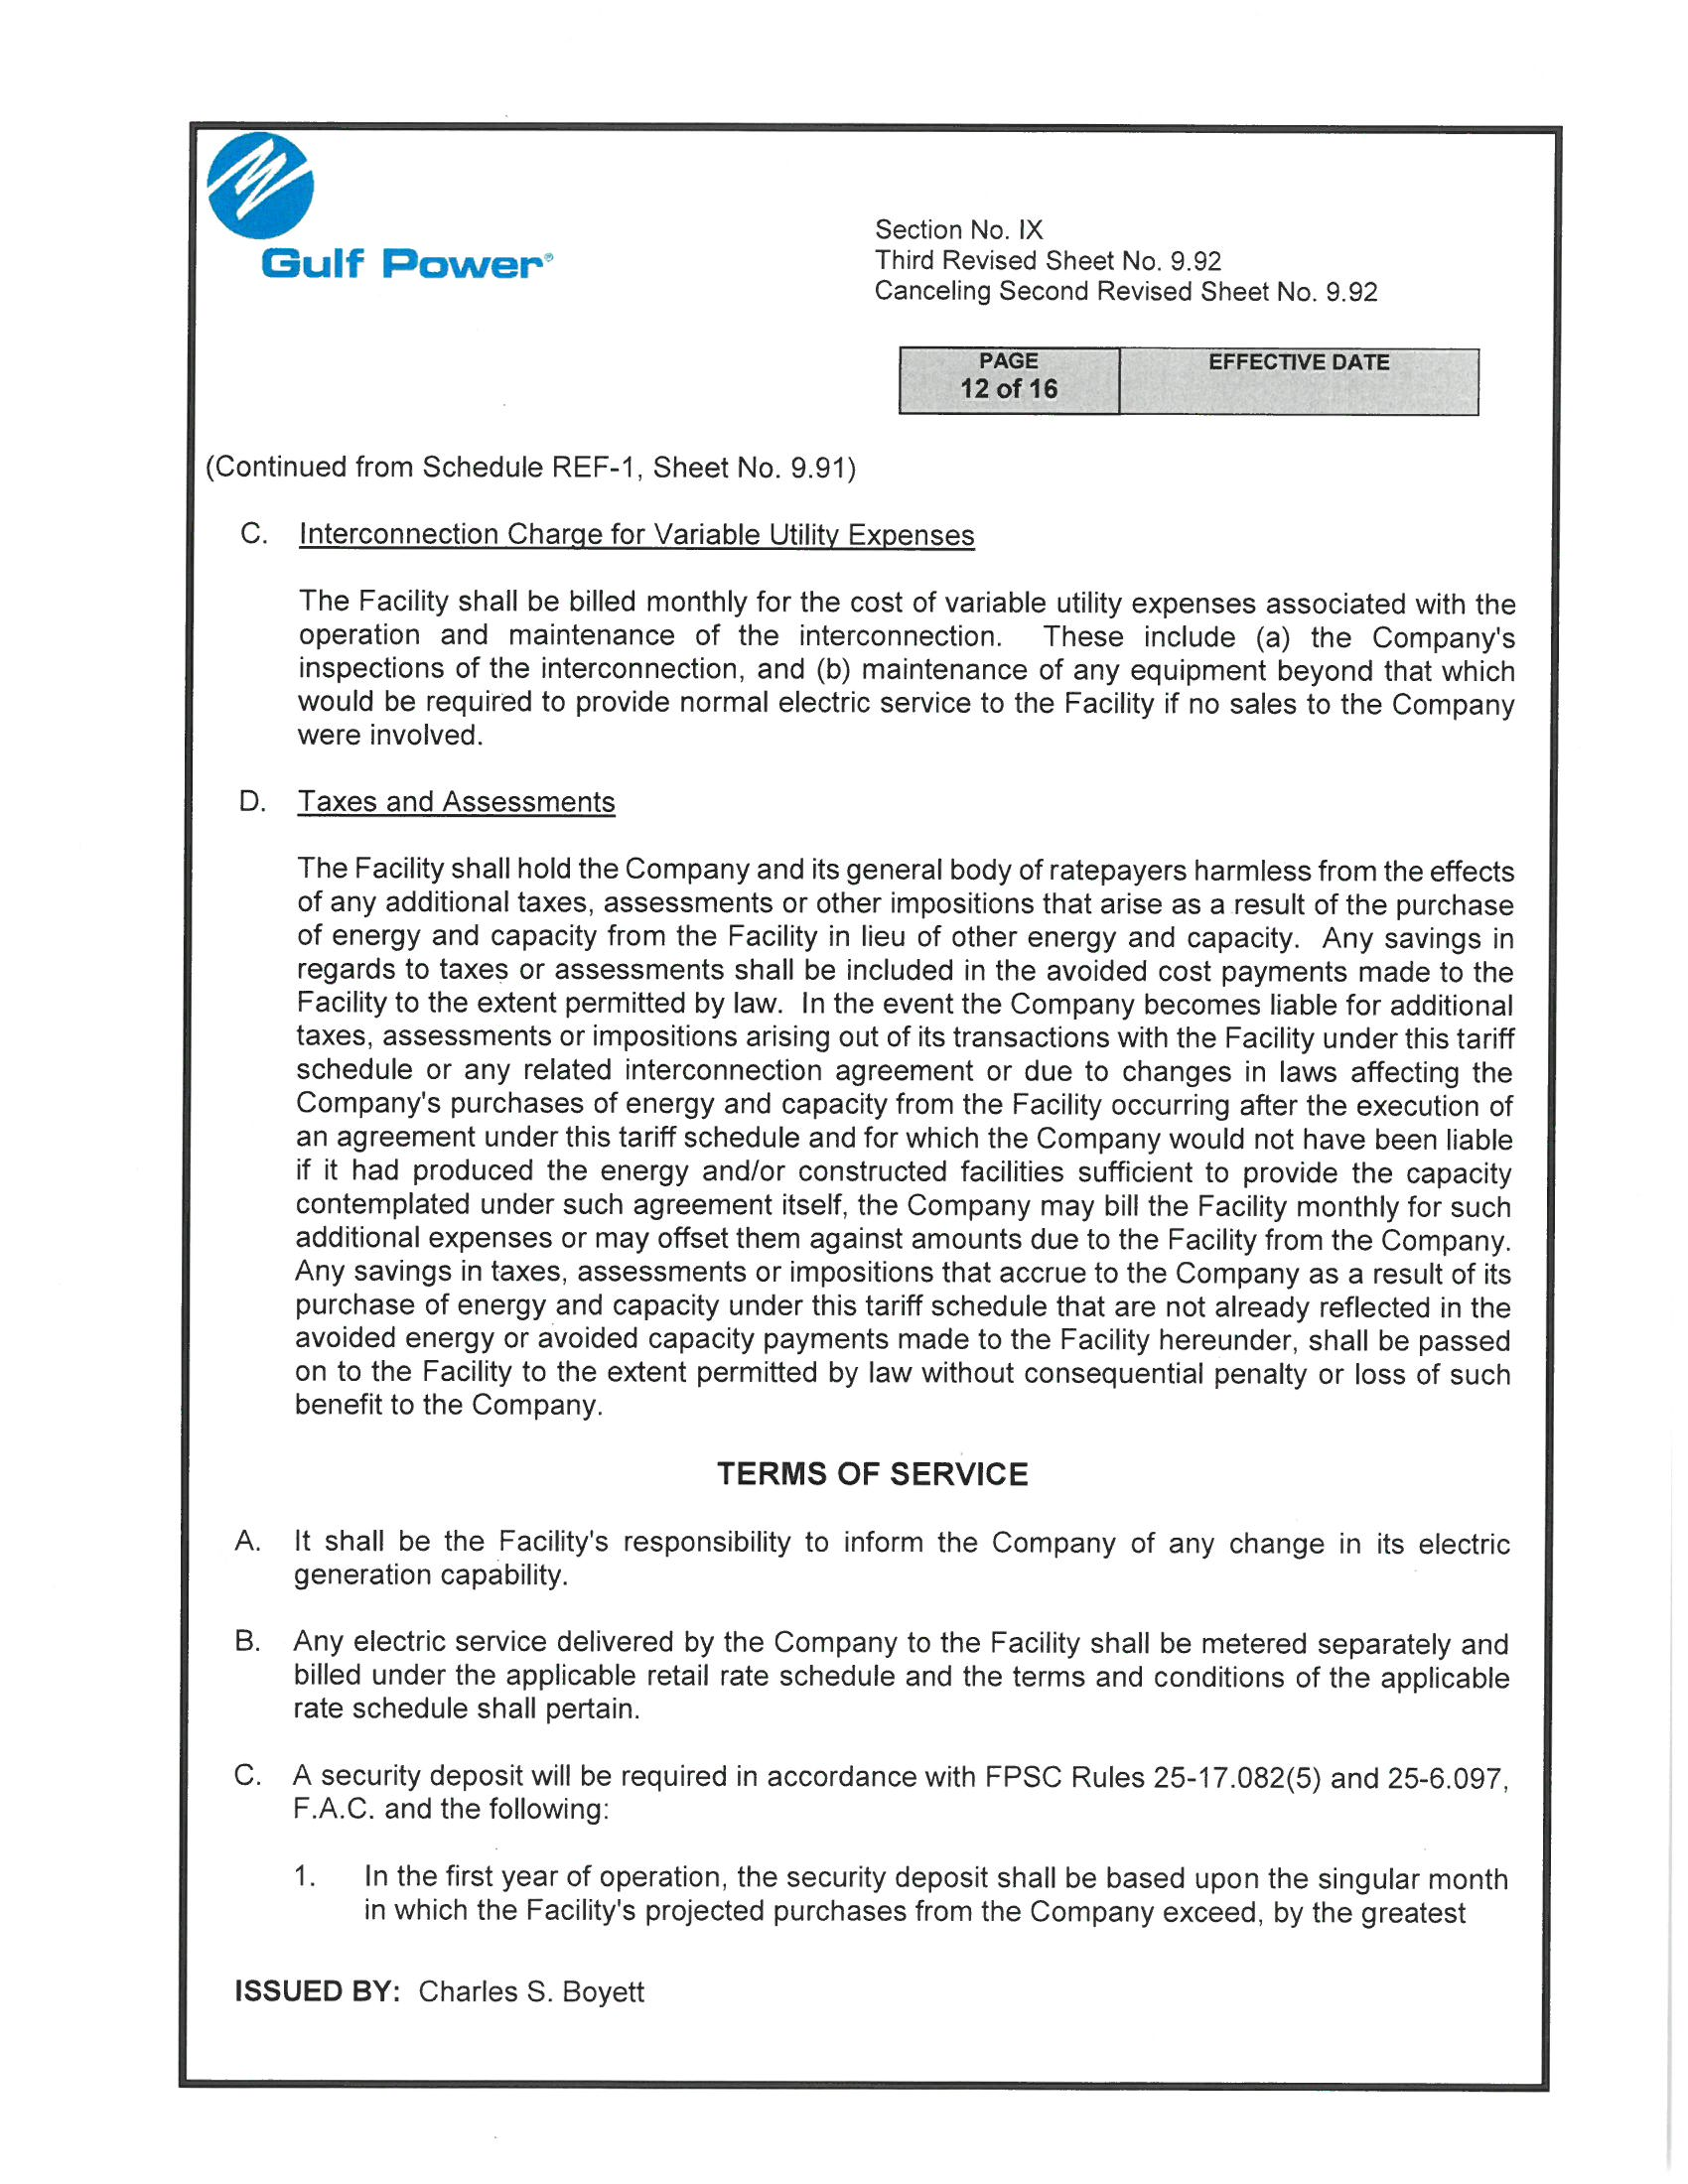 Gulf Power®
Section No. IX
Third Revised Sheet No. 9.92
Canceling Second Revised Sheet No. 9.92
PAGE
12 of 16
EFFECTIVE DATE
(Continued from Schedule REF-1, Sheet No. 9.91)
C. Interconnection Charge for Variable Utility Expenses
The Facility shall be billed monthly for the cost of variable utility expenses associated with the
operation and maintenance of the interconnection. These include (a) the Company's
inspections of the interconnection, and (b) maintenance of any equipment beyond that which
would be required to provide normal electric service to the Facility if no sales to the Company
were involved.
D. Taxes and Assessments
The Facility shall hold the Company and its general body of ratepayers harmless from the effects
of any additional taxes, assessments or other impositions that arise as a result of the purchase
of energy and capacity from the Facility in lieu of other energy and capacity. Any savings in
regards to taxes or assessments shall be included in the avoided cost payments made to the
Facility to the extent permitted by law. In the event the Company becomes liable for additional
taxes, assessments or impositions arising out of its transactions with the Facility under this tariff
schedule or any related interconnection agreement or due to changes in laws affecting the
Company's purchases of energy and capacity from the Facility occurring after the execution of
an agreement under this tariff schedule and for which the Company would not have been liable
if it had produced the energy and/or constructed facilities sufficient to provide the capacity
contemplated under such agreement itself, the Company may bill the Facility monthly for such
additional expenses or may offset them against amounts due to the Facility from the Company.
Any savings in taxes, assessments or impositions that accrue to the Company as a result of its
purchase of energy and capacity under this tariff schedule that are not already reflected in the
avoided energy or avoided capacity payments made to the Facility hereunder, shall be passed
on to the Facility to the extent permitted by law without consequential penalty or loss of such
benefit to the Company.
TERMS OF SERVICE
A. It shall be the Facility's responsibility to inform the Company of any change in its electric
generation capability.
B. Any electric service delivered by the Company to the Facility shall be metered separately and
billed under the applicable retail rate schedule and the terms and conditions of the applicable
rate schedule shall pertain.
C. A security deposit will be required in accordance with FPSC Rules 25-17.082(5) and 25-6.097,
F.A.C. and the following:
1. In the first year of operation, the security deposit shall be based upon the singular month
in which the Facility's projected purchases from the Company exceed, by the greatest
ISSUED BY: Charles S. Boyett